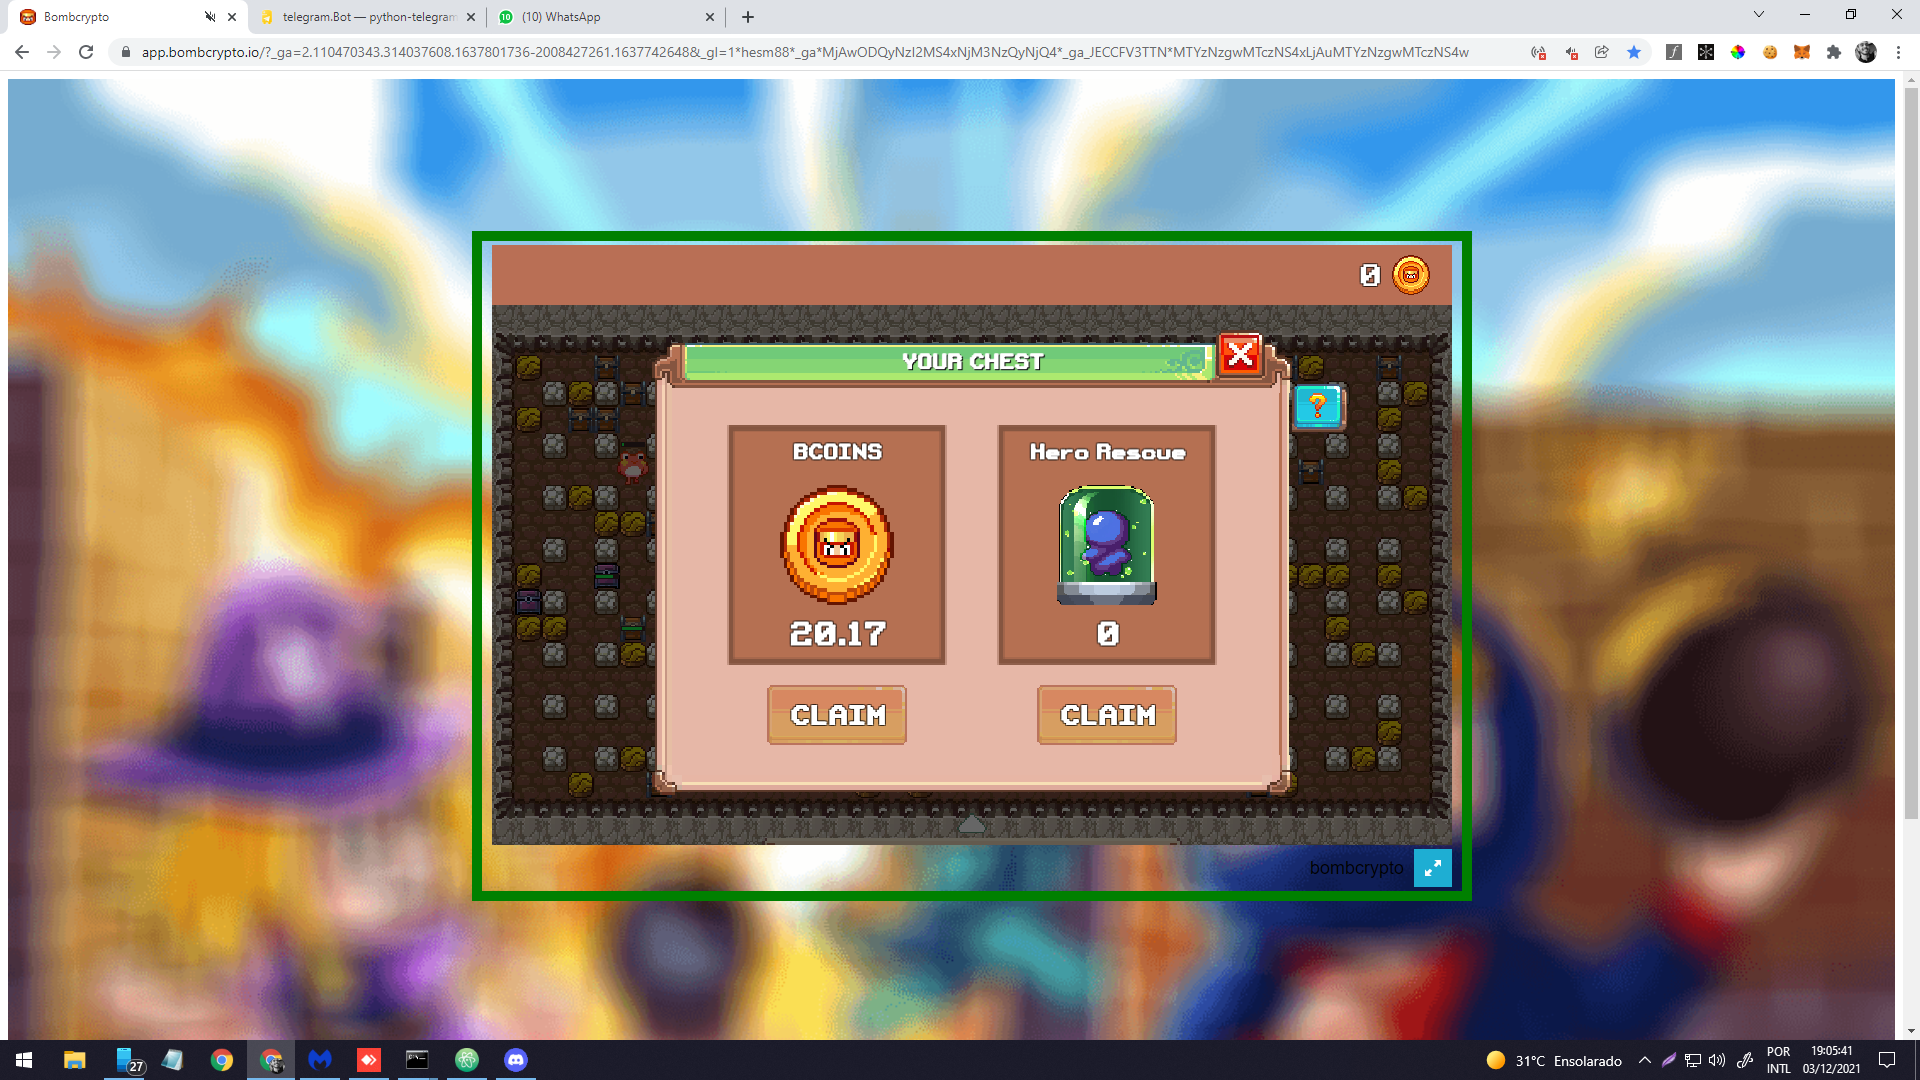 Bombcrypto
telegram.Bot — python-telegram
(10) WhatsApp
app.bombcrypto.io/?_ga=2.110470343.314037608.1637801736-2008427261.1637742648&_gl=1*hesm88*_ga*MjAwODQyNzI2MS4xNjM3NzQyNjQ4*_ga_JECCFV3TTN*MTYzNzgwMTczNS4xLjAuMTYzNzgwMTczNS4w
0
YOUR CHEST
?
BCOINS
Hero Rescue
20.17
0
CLAIM
CLAIM
bombcrypto
27
31°C Ensolarado
POR
INTL
19:05:41
03/12/2021